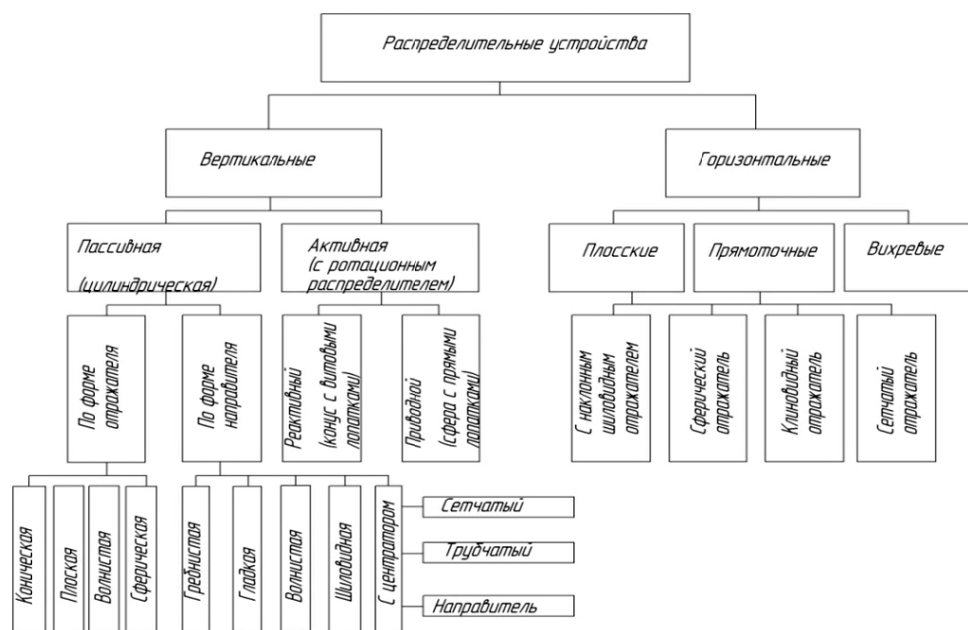 Распределительные устройства
Вертикальные
Горизонтальные
Пассивная
(цилиндрическая)
Активная
(с ротационным
распределителем)
Плосские
Прямоточные
Вихревые
По форме
отражателя
По форме
направителя
Реактивный
(конус с витовыми
лопатками)
Приводной
(сфера с прямыми
лопатками)
С наклонным
шиловидным
отражателем
Сферический
отражатель
Клиновидный
отражатель
Сетчатый
отражатель
Коническая
Плоская
Волнистая
Сферическая
Гребнистая
Гладкая
Волнистая
Шиловидная
С центратором
Сетчатый
Трубчатый
Направитель